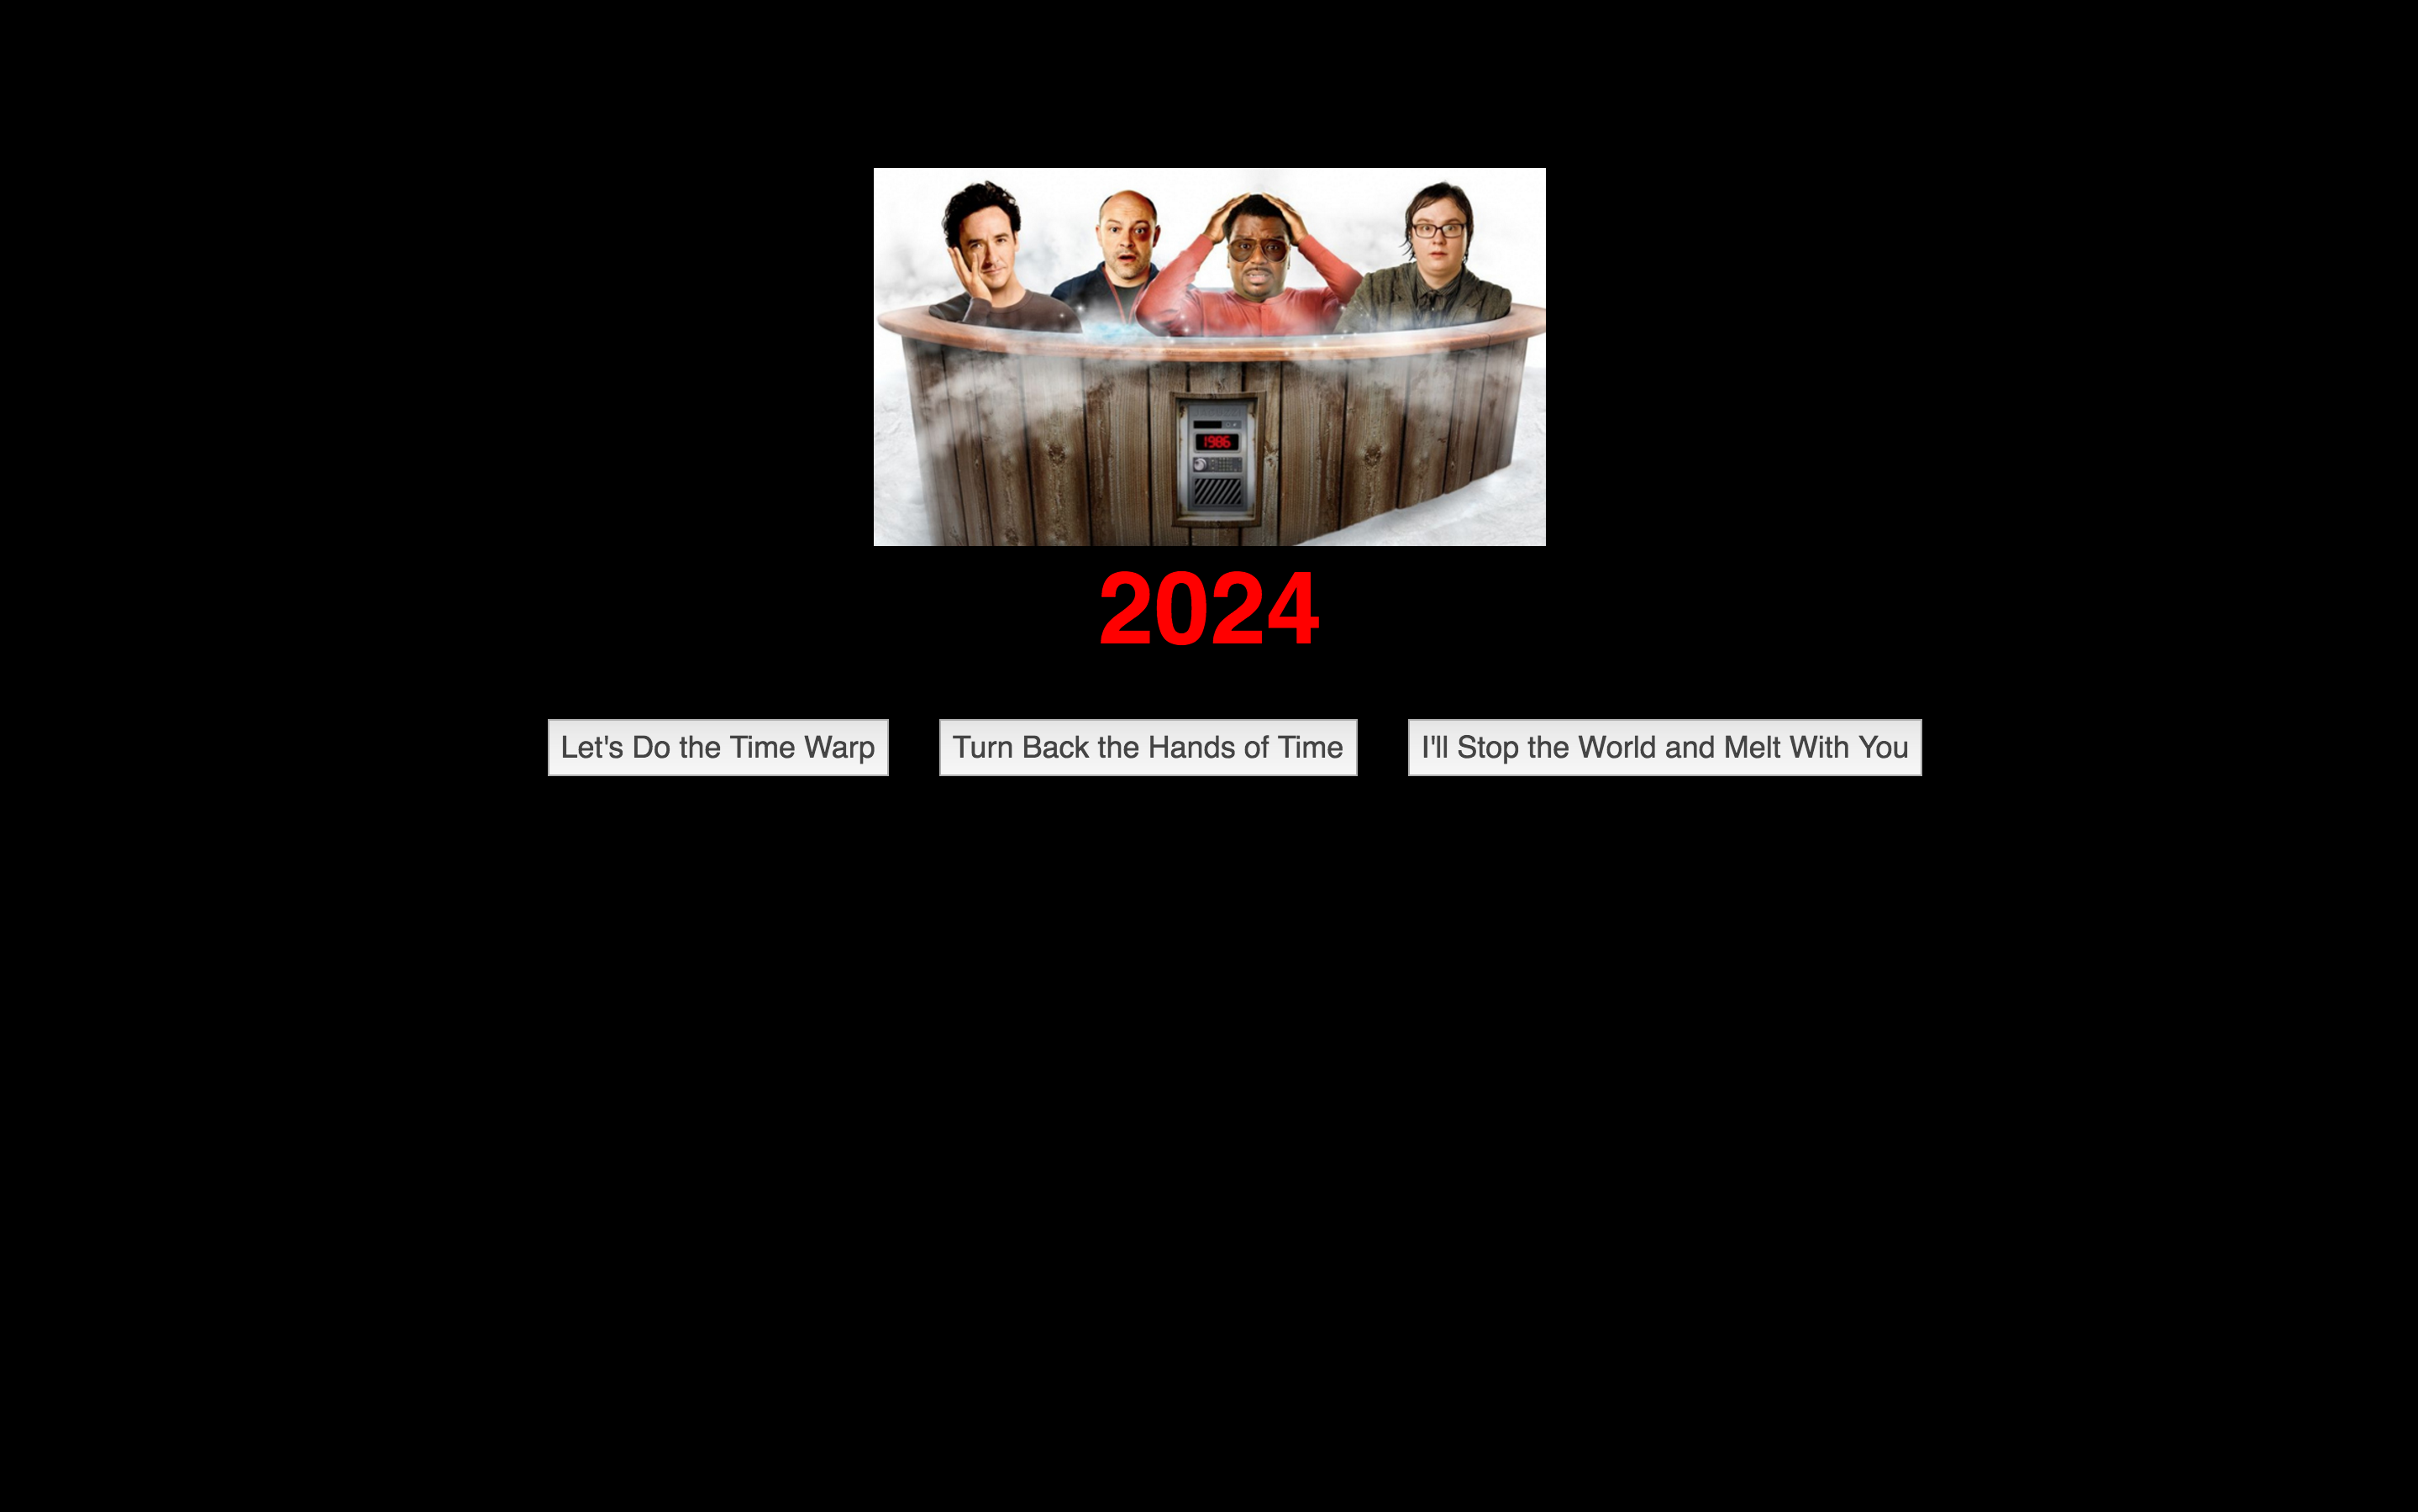 1986
2024
Let's Do the Time Warp
Turn Back the Hands of Time
I'll Stop the World and Melt With You